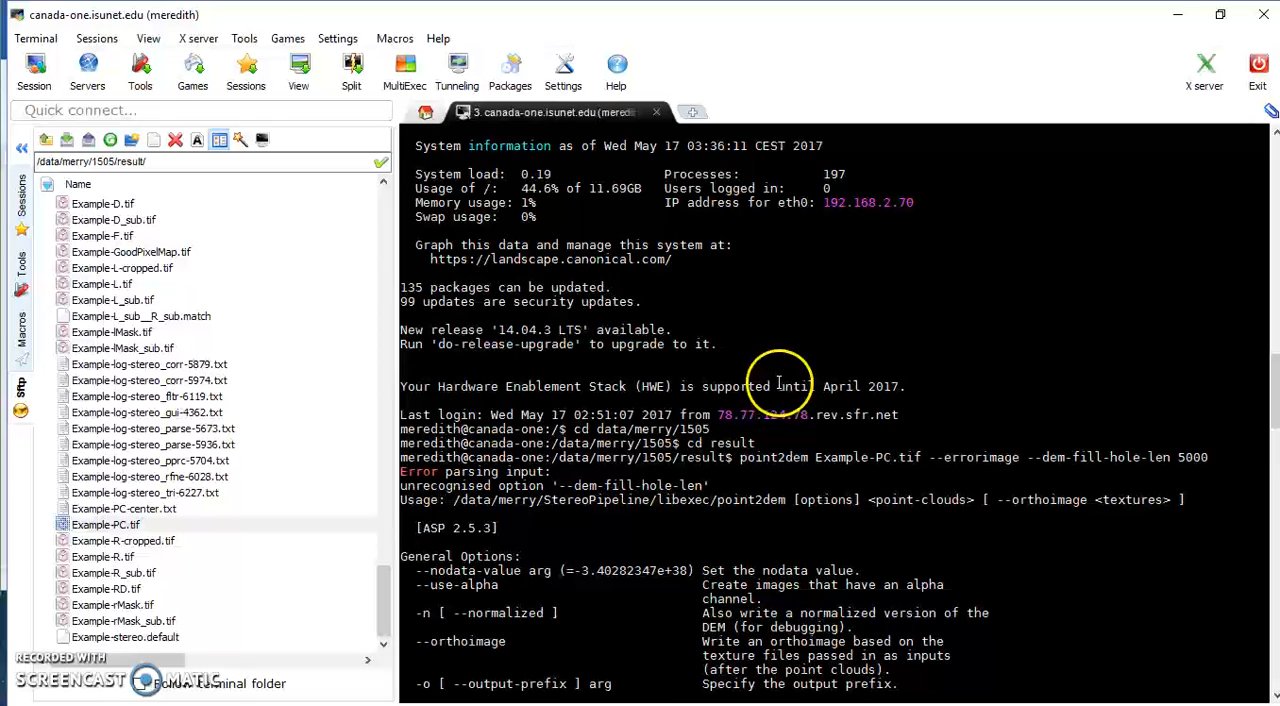 canada-one.isunet.edu (meredith)
Terminal Sessions View X server Tools Games Settings Macros Help
Session Servers Tools Games Sessions View Split MultiExec Tunneling Packages Settings Help X server Exit
Quick connect...
3. canada-one.isunet.edu (meredi
/data/merry/1505/result/
Name
Sessions
Tools
Macros
Sftp
Example-D.tif
Example-D_sub.tif
Example-F.tif
Example-GoodPixelMap.tif
Example-L-cropped.tif
Example-L.tif
Example-L_sub.tif
Example-L_sub__R_sub.match
Example-lMask.tif
Example-lMask_sub.tif
Example-log-stereo_corr-5879.txt
Example-log-stereo_corr-5974.txt
Example-log-stereo_fltr-6119.txt
Example-log-stereo_gui-4362.txt
Example-log-stereo_parse-5673.txt
Example-log-stereo_parse-5936.txt
Example-log-stereo_pprc-5704.txt
Example-log-stereo_rfne-6028.txt
Example-log-stereo_tri-6227.txt
Example-PC-center.txt
Example-PC.tif
Example-R-cropped.tif
Example-R.tif
Example-R_sub.tif
Example-RD.tif
Example-rMask.tif
Example-rMask_sub.tif
Example-stereo.default
RECORDED WITH
SCREENCAST MATIC
terminal folder
System information as of Wed May 17 03:36:11 CEST 2017
System load: 0.19 Processes: 197
Usage of /: 44.6% of 11.69GB Users logged in: 0
Memory usage: 1% IP address for eth0: 192.168.2.70
Swap usage: 0%
Graph this data and manage this system at:
https://landscape.canonical.com/
135 packages can be updated.
99 updates are security updates.
New release '14.04.3 LTS' available.
Run 'do-release-upgrade' to upgrade to it.
Your Hardware Enablement Stack (HWE) is supported until April 2017.
Last login: Wed May 17 02:51:07 2017 from 78.77.124.78.rev.sfr.net
meredith@canada-one:/$ cd data/merry/1505
meredith@canada-one:/data/merry/1505$ cd result
meredith@canada-one:/data/merry/1505/result$ point2dem Example-PC.tif --errorimage --dem-fill-hole-len 5000
Error parsing input:
unrecognised option '--dem-fill-hole-len'
Usage: /data/merry/StereoPipeline/libexec/point2dem [options] <point-clouds> [ --orthoimage <textures> ]
[ASP 2.5.3]
General Options:
--nodata-value arg (=-3.40282347e+38) Set the nodata value.
--use-alpha Create images that have an alpha
channel.
-n [ --normalized ] Also write a normalized version of the
DEM (for debugging).
--orthoimage Write an orthoimage based on the
texture files passed in as inputs
(after the point clouds).
-o [ --output-prefix ] arg Specify the output prefix.